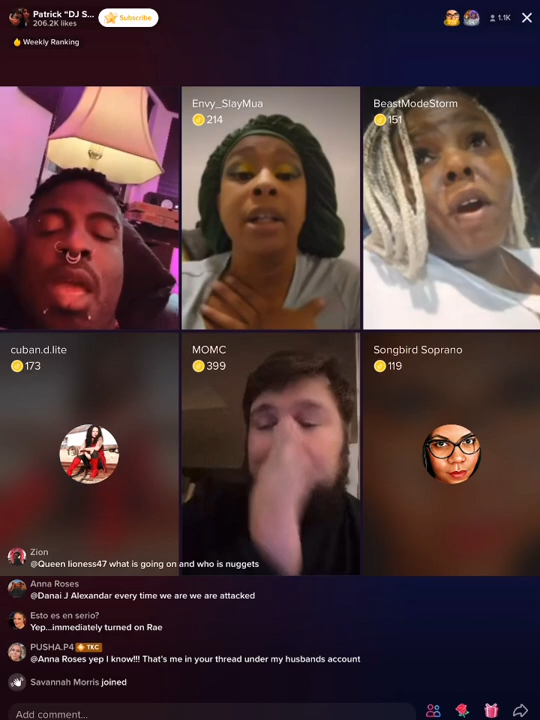 Patrick "DJ S...
206.2K likes
Subscribe
1.1K
Weekly Ranking
Envy_SlayMua
214
BeastModeStorm
151
cuban.d.lite
173
MOMC
399
Songbird Soprano
119
Zion
@Queen lioness47 what is going on and who is nuggets
Anna Roses
@Danai J Alexandar every time we are we are attacked
Esto es en serio?
Yep...immediately turned on Rae
PUSHA.P4 TKC
@Anna Roses yep I know!!! That's me in your thread under my husbands account
Savannah Morris joined
Add comment...